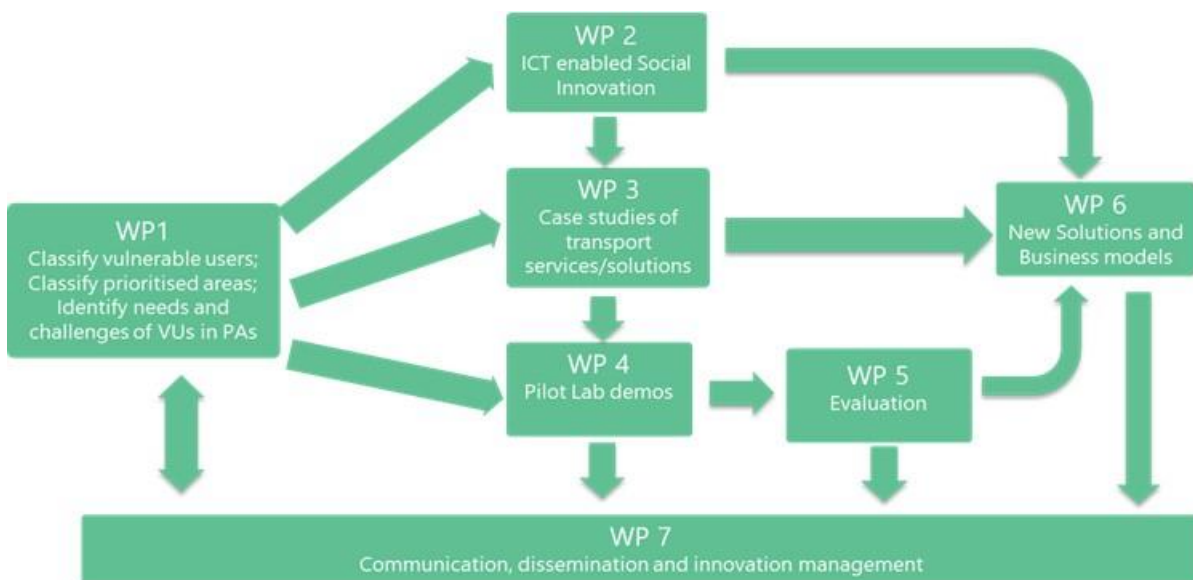 WP 2
ICT enabled Social
Innovation
WP 3
Case studies of
transport
services/solutions
WP1
Classify vulnerable users;
Classify prioritised areas;
Identify needs and
challenges of VUs in PAs
WP 6
New Solutions and
Business models
WP 4
Pilot Lab demos
WP 5
Evaluation
WP 7
Communication, dissemination and innovation management